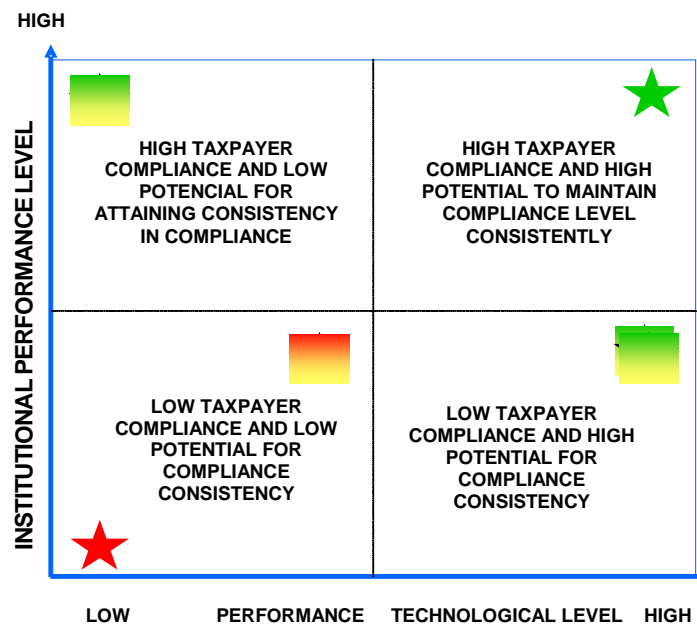 HIGH
INSTITUTIONAL PERFORMANCE LEVEL
HIGH TAXPAYER
COMPLIANCE AND LOW
POTENCIAL FOR
ATTAINING CONSISTENCY
IN COMPLIANCE
HIGH TAXPAYER
COMPLIANCE AND HIGH
POTENTIAL TO MAINTAIN
COMPLIANCE LEVEL
CONSISTENTLY
LOW TAXPAYER
COMPLIANCE AND LOW
POTENTIAL FOR
COMPLIANCE
CONSISTENCY
LOW TAXPAYER
COMPLIANCE AND HIGH
POTENTIAL FOR
COMPLIANCE
CONSISTENCY
LOW PERFORMANCE TECHNOLOGICAL LEVEL HIGH